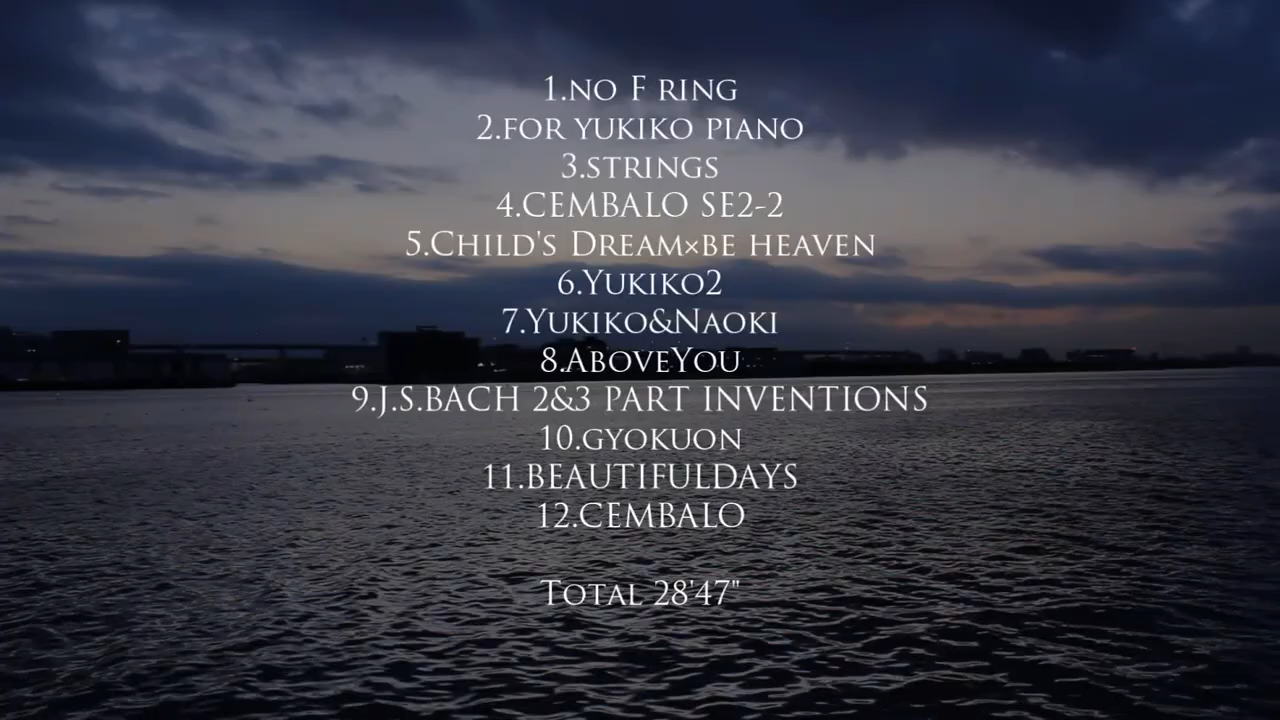 1.no F ring
2.for yukiko piano
3.strings
4.CEMBALO SE2-2
5.Child's Dream×be heaven
6.Yukiko2
7.Yukiko&Naoki
8.AboveYou
9.J.S.BACH 2&3 PART INVENTIONS
10.gyokuon
11.BEAUTIFULDAYS
12.CEMBALO
Total 28'47"